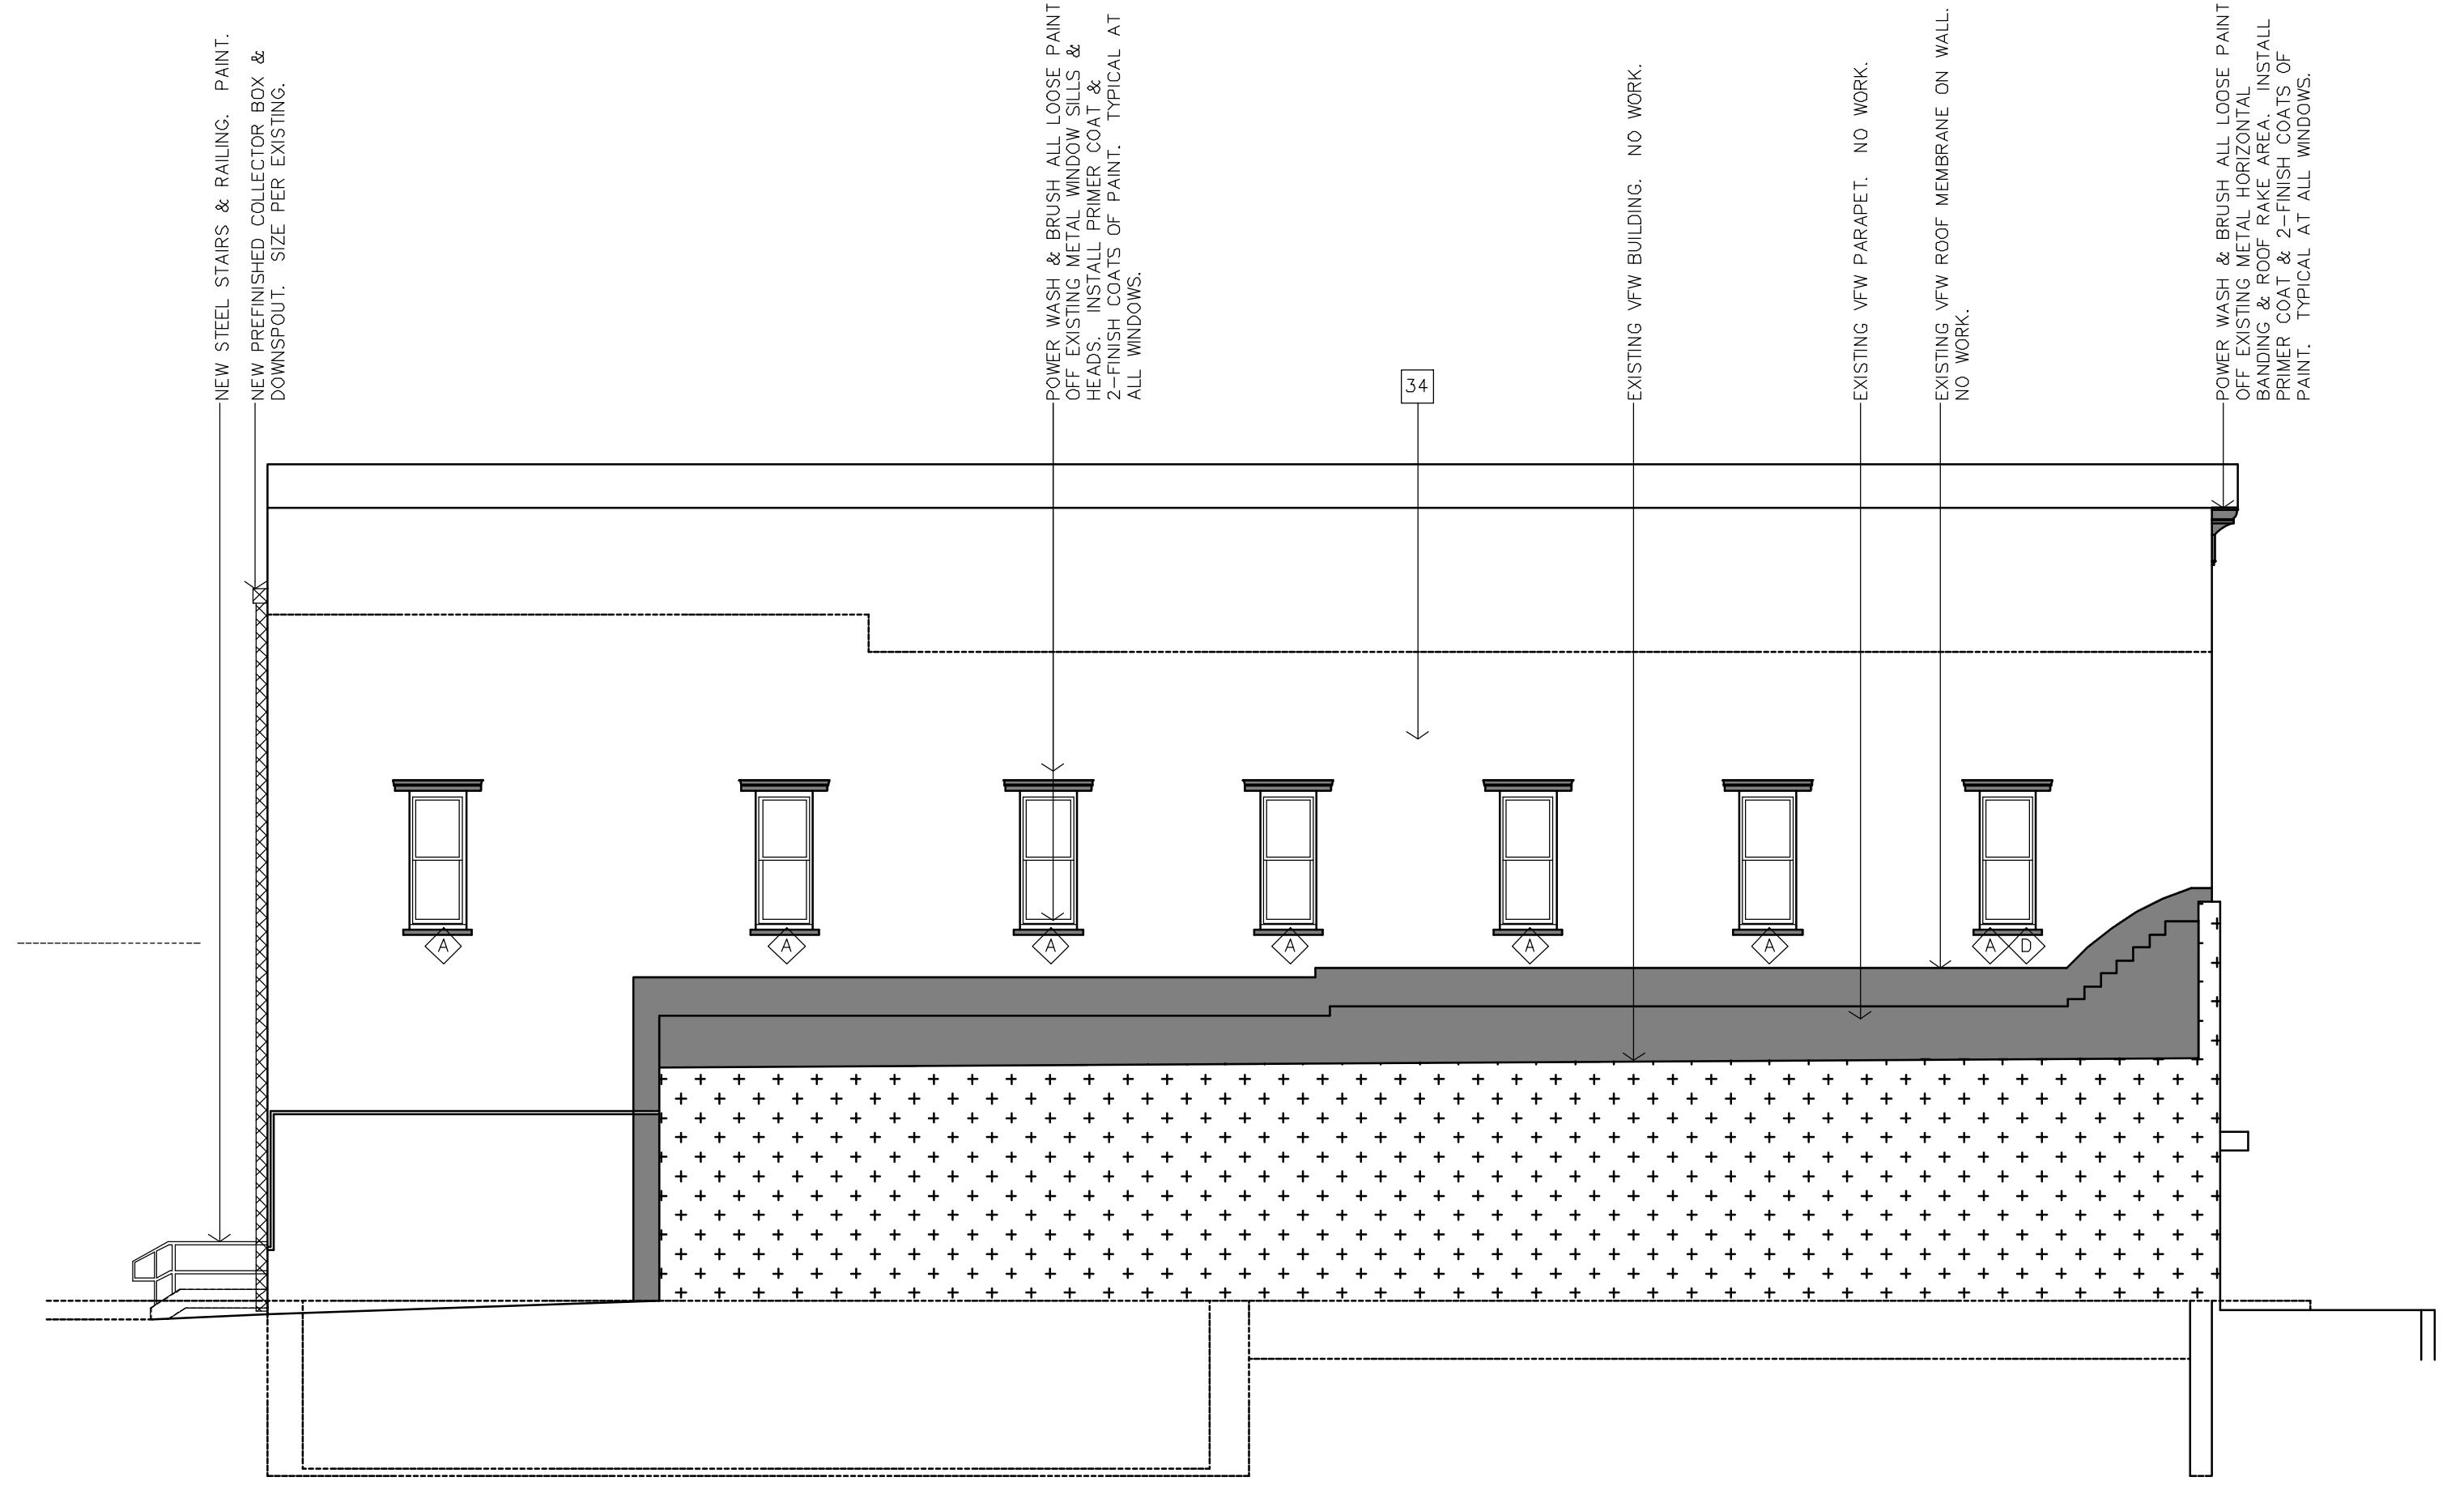 NEW STEEL STAIRS & RAILING. PAINT.
NEW PREFINISHED COLLECTOR BOX &
DOWNSPOUT. SIZE PER EXISTING.
POWER WASH & BRUSH ALL LOOSE PAINT
OFF EXISTING METAL WINDOW SILLS &
HEADS. INSTALL PRIMER COAT &
2-FINISH COATS OF PAINT. TYPICAL AT
ALL WINDOWS.
34
EXISTING VFW BUILDING. NO WORK.
EXISTING VFW PARAPET. NO WORK.
EXISTING VFW ROOF MEMBRANE ON WALL.
NO WORK.
POWER WASH & BRUSH ALL LOOSE PAINT
OFF EXISTING METAL HORIZONTAL
BANDING & ROOF RAKE AREA. INSTALL
PRIMER COAT & 2-FINISH COATS OF
PAINT. TYPICAL AT ALL WINDOWS.
A
A
A
A
A
A
A
D